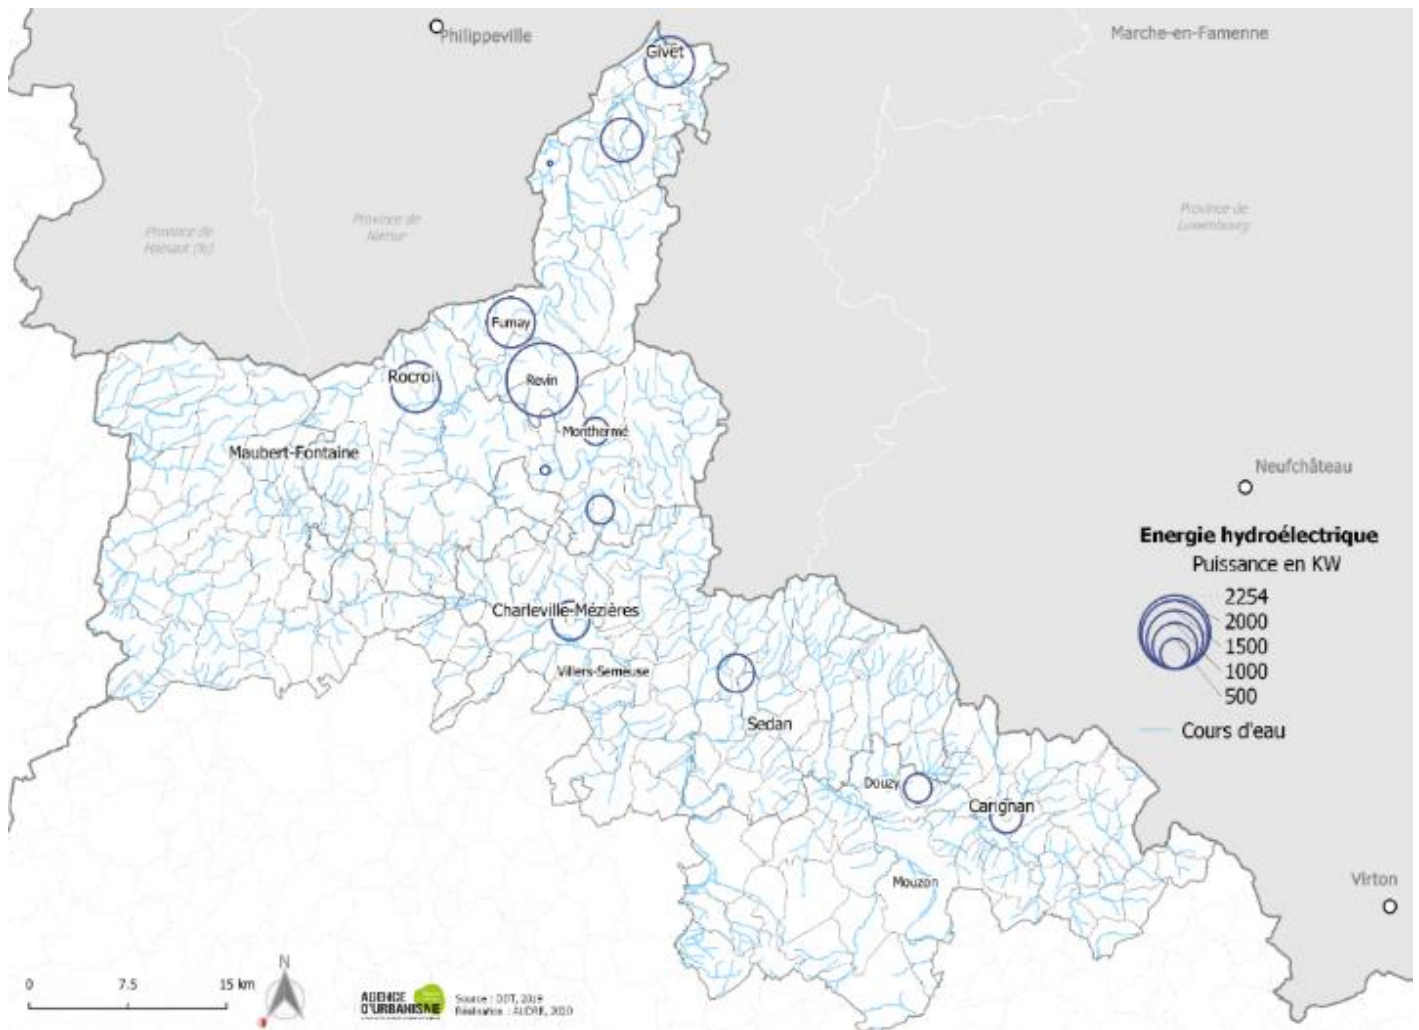 Philippeville
Marche-en-Famenne
Givet
Province de
Hainaut (Be)
Province de
Namur
Province de
Luxembourg
Fumay
Rocroi
Revin
Monthermé
Maubert-Fontaine
Neufchâteau
Energie hydroélectrique
Puissance en KW
2254
2000
1500
1000
500
Cours d'eau
Charleville-Mézières
Villers-Semeuse
Sedan
Douzy
Carignan
Mouzon
Virton
0 7.5 15 km
N
AGENCE
D'URBANISME
Source : DDT, 2019
Réalisation : AUDRR, 2020